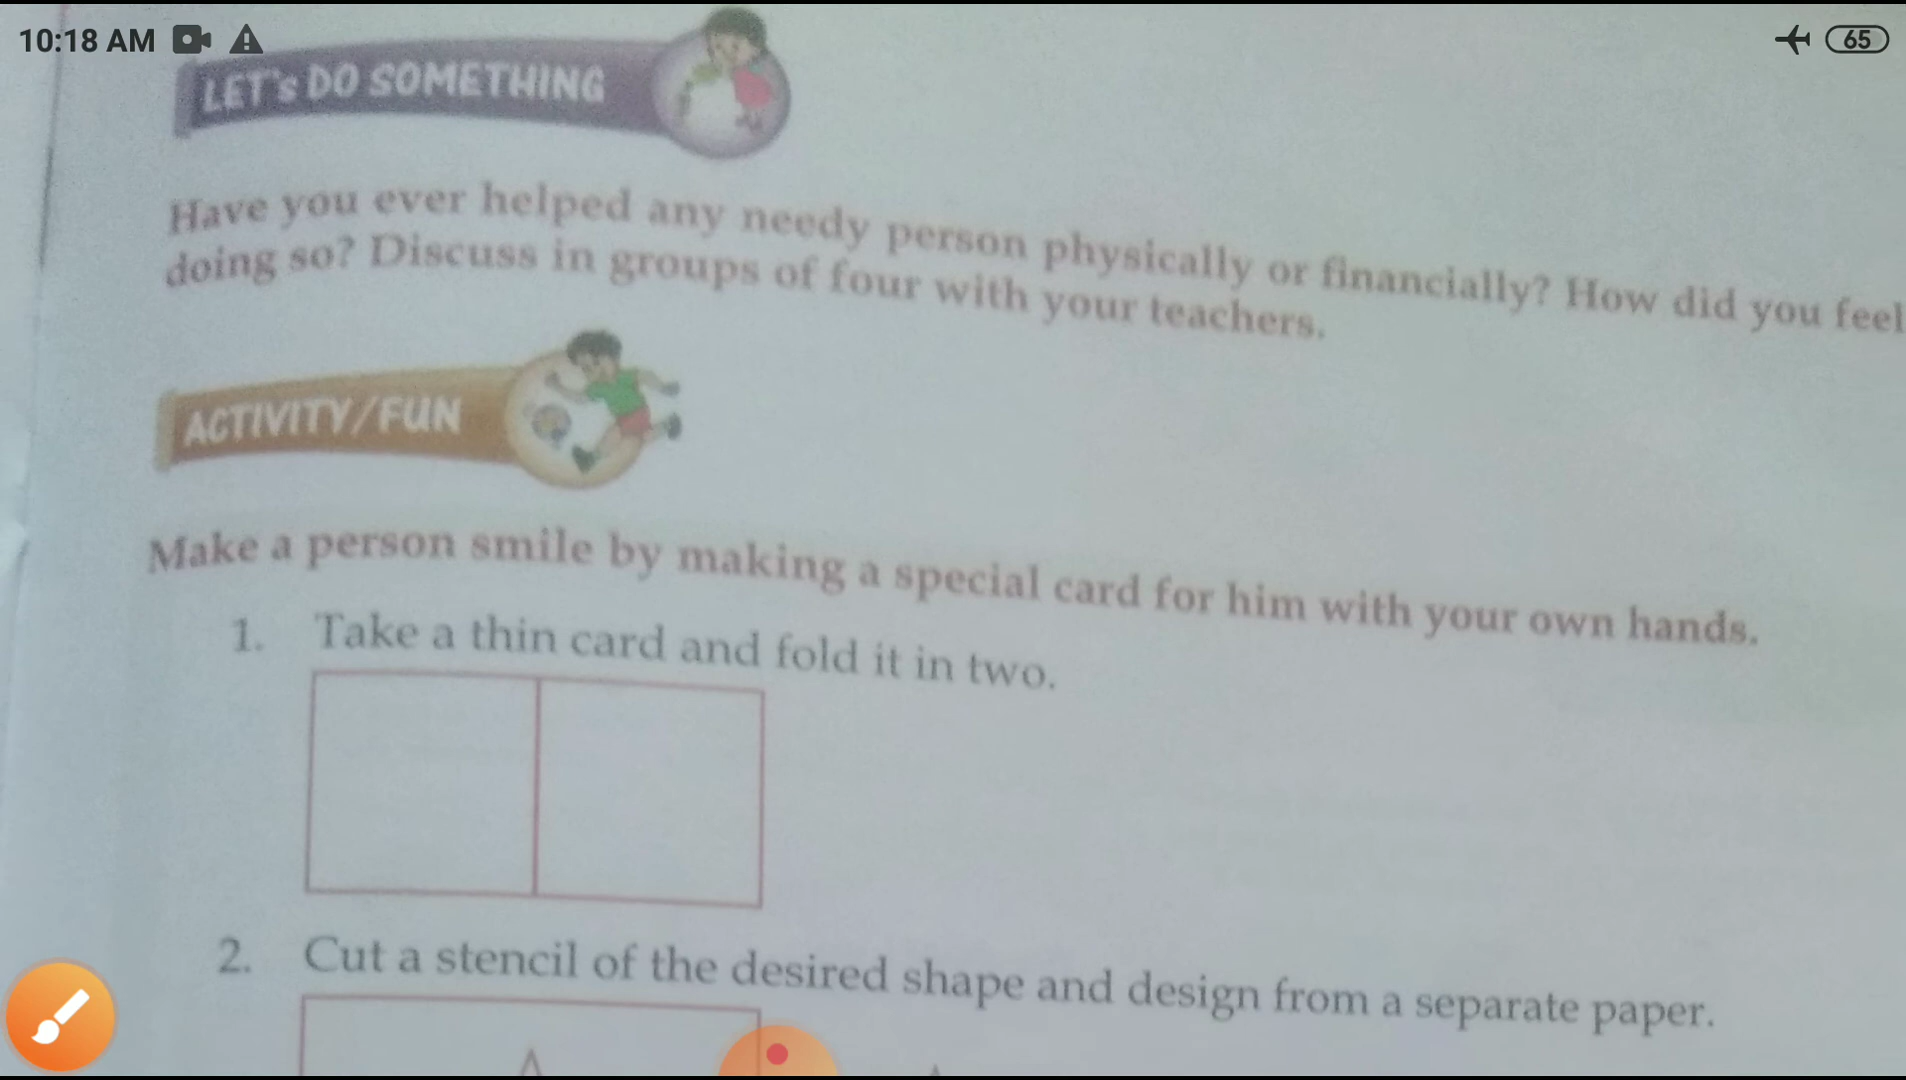 10:18 AM
65
LET's DO SOMETHING
Have you ever helped any needy person physically or financially? How did you feel
doing so? Discuss in groups of four with your teachers.
ACTIVITY/FUN
Make a person smile by making a special card for him with your own hands.
1. Take a thin card and fold it in two.
2. Cut a stencil of the desired shape and design from a separate paper.